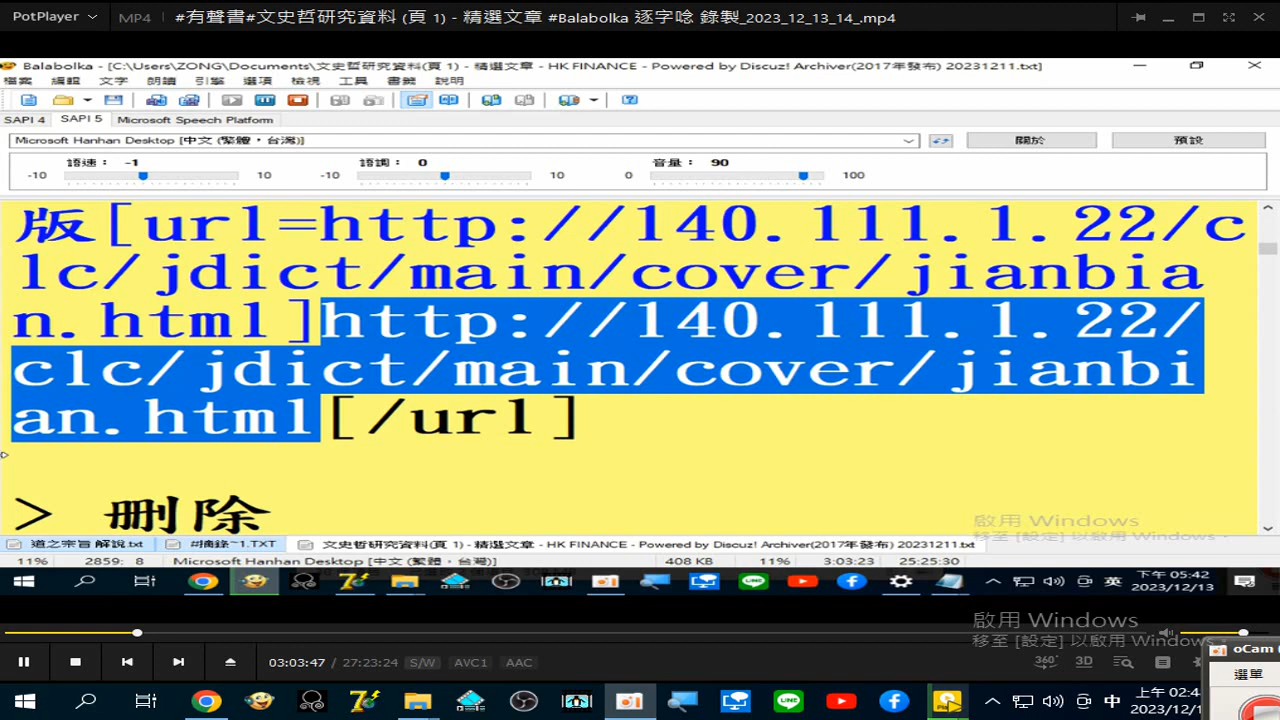 PotPlayer MP4 #有聲書#文史哲研究資料 (頁 1) - 精選文章 #Balabolka 逐字唸 錄製_2023_12_13_14_.mp4
Balabolka - [C:\Users\ZONG\Documents\文史哲研究資料(頁 1) - 精選文章 - HK FINANCE - Powered by Discuz! Archiver(2017年發布) 20231211.txt]
檔案 編輯 文字 朗讀 引擎 選項 檢視 工具 書籤 說明
SAPI 4 SAPI 5 Microsoft Speech Platform
Microsoft Hanhan Desktop [中文 (繁體，台灣)] 關於 預設
語速： -1 語調： 0 音量： 90
-10 10 -10 10 0 100
版[url=http://140.111.1.22/c
lc/jdict/main/cover/jianbia
n.html]http://140.111.1.22/
clc/jdict/main/cover/jianbi
an.html[/url]
> 刪除
啟用 Windows
移至 [設定] 以啟用 Windows。
道之宗旨 解說.txt #摘錄~1.TXT 文史哲研究資料(頁 1) - 精選文章 - HK FINANCE - Powered by Discuz! Archiver(2017年發布) 20231211.txt
11% 2859: 8 Microsoft Hanhan Desktop [中文 (繁體，台灣)] 408 KB 11% 3:03:23 25:25:30
英 下午 05:42
2023/12/13
啟用 Windows
移至 [設定] 以啟用 Windows。
03:03:47 / 27:23:24 S/W AVC1 AAC 360° 3D
oCam
選單
中 上午 02:4
2023/12/1